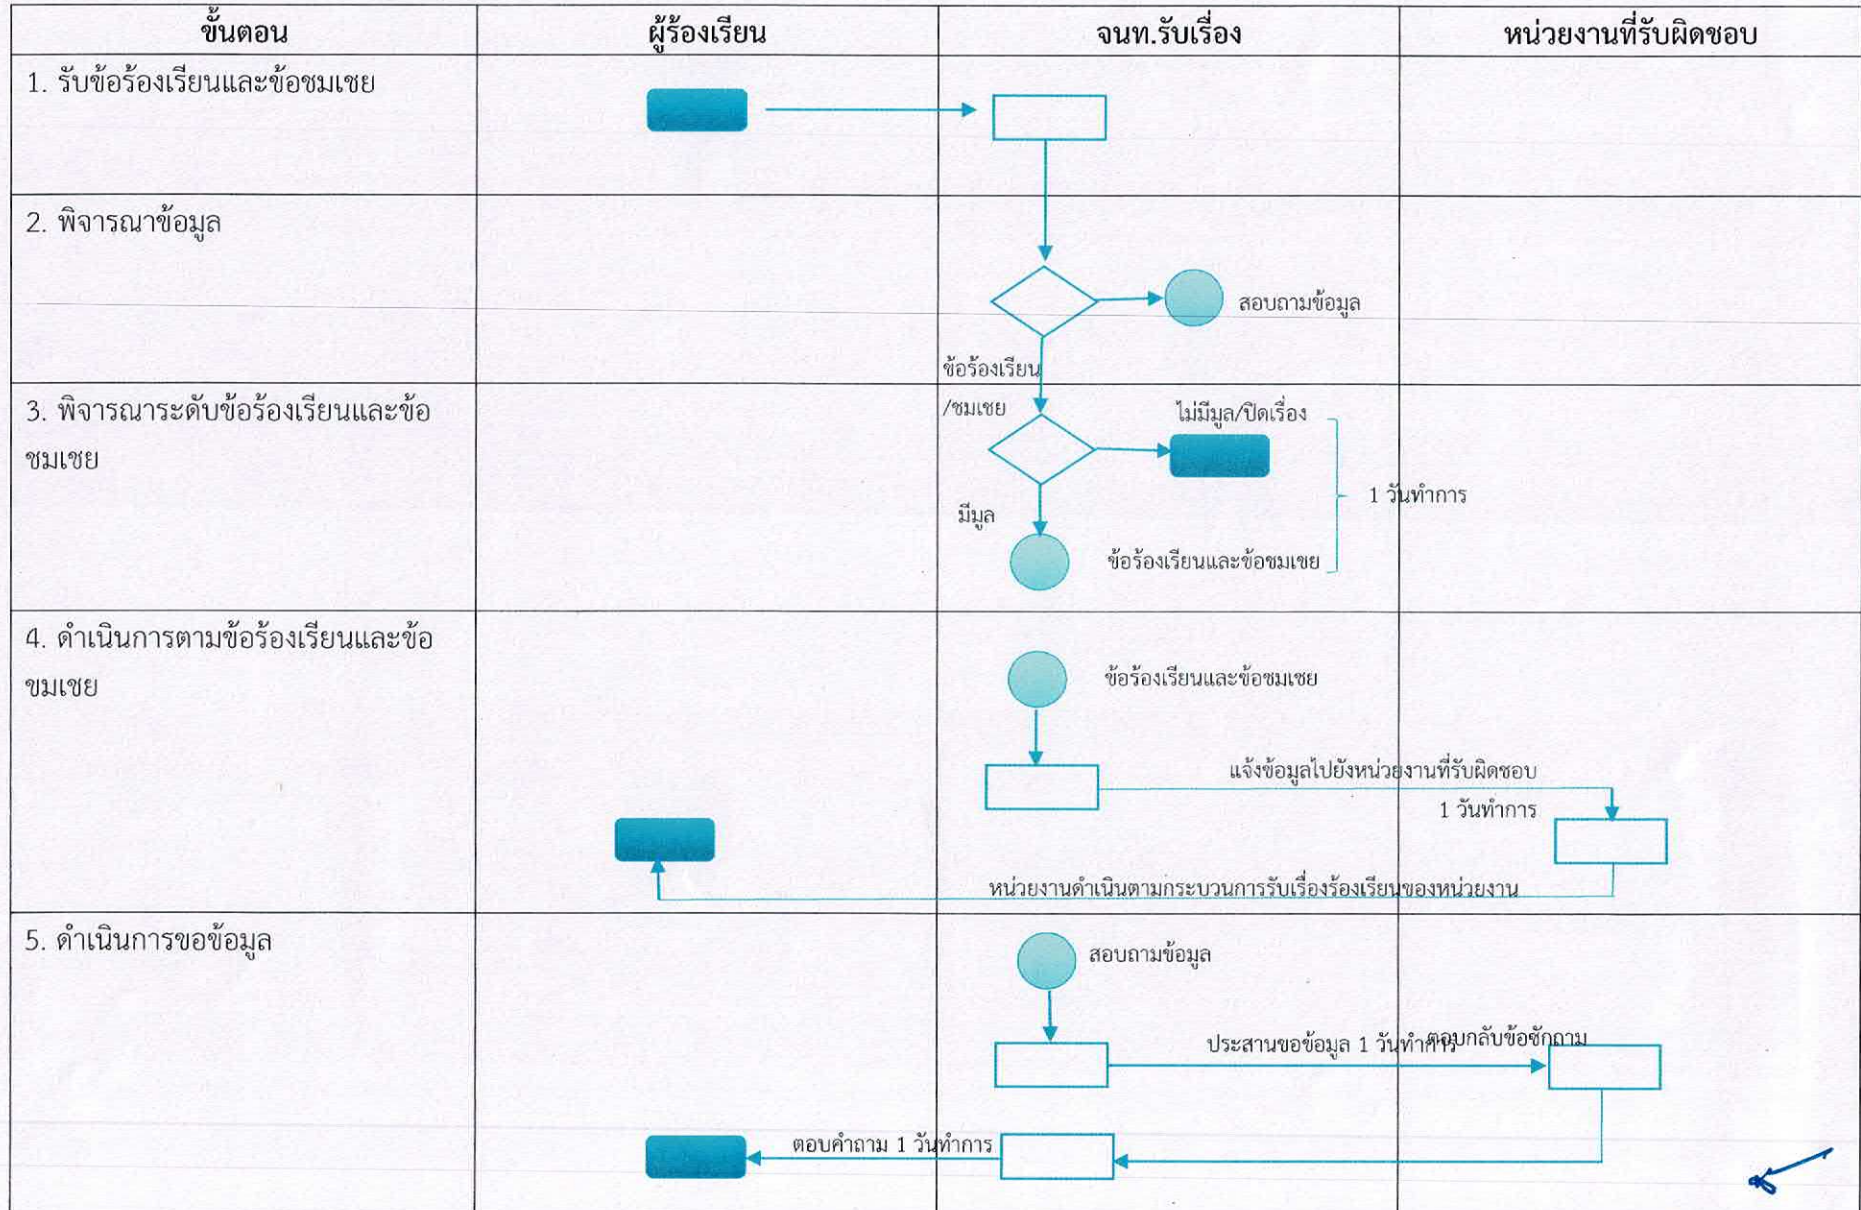 ขั้นตอน
ผู้ร้องเรียน
จนท.รับเรื่อง
หน่วยงานที่รับผิดชอบ
1. รับข้อร้องเรียนและข้อชมเชย
2. พิจารณาข้อมูล
สอบถามข้อมูล
ข้อร้องเรียน
/ชมเชย
3. พิจารณาระดับข้อร้องเรียนและข้อ
ชมเชย
ไม่มีมูล/ปิดเรื่อง
1 วันทำการ
มีมูล
ข้อร้องเรียนและข้อชมเชย
4. ดำเนินการตามข้อร้องเรียนและข้อ
ชมเชย
ข้อร้องเรียนและข้อชมเชย
แจ้งข้อมูลไปยังหน่วยงานที่รับผิดชอบ
1 วันทำการ
หน่วยงานดำเนินตามกระบวนการรับเรื่องร้องเรียนของหน่วยงาน
5. ดำเนินการขอข้อมูล
สอบถามข้อมูล
ประสานขอข้อมูล 1 วันทำการ
ตอบกลับข้อซักถาม
ตอบคำถาม 1 วันทำการ